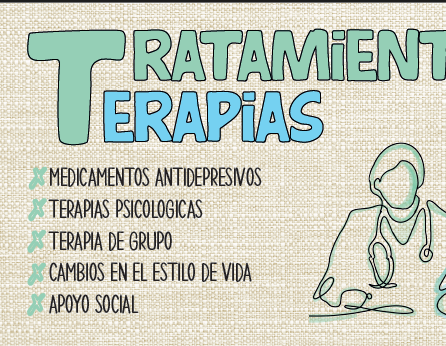 TRATAMiENT
TERAPiAS
MEDICAMENTOS ANTIDEPRESIVOS
TERAPIAS PSICOLOGICAS
TERAPIA DE GRUPO
CAMBIOS EN EL ESTILO DE VIDA
APOYO SOCIAL